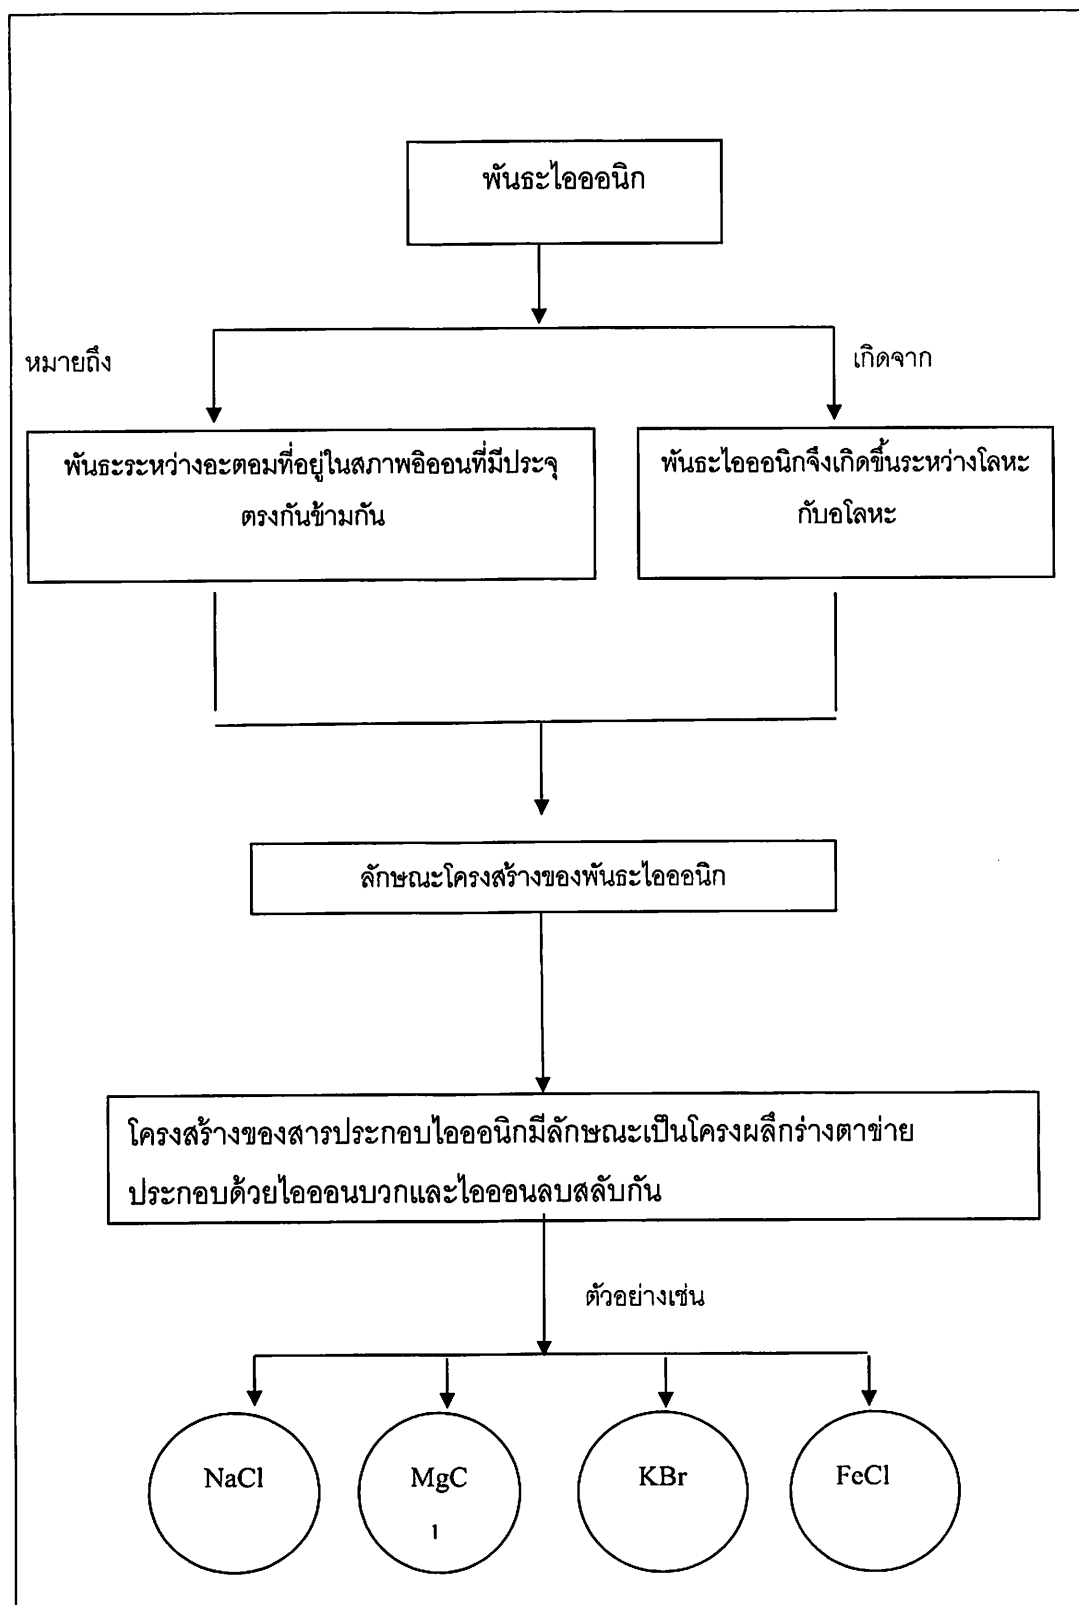 พันธะไอออนิก
หมายถึง
เกิดจาก
พันธะระหว่างอะตอมที่อยู่ในสภาพอิออนที่มีประจุ
ตรงกันข้ามกัน
พันธะไอออนิกจึงเกิดขึ้นระหว่างโลหะ
กับอโลหะ
ลักษณะโครงสร้างของพันธะไอออนิก
โครงสร้างของสารประกอบไอออนิกมีลักษณะเป็นโครงผลึกร่างตาข่าย
ประกอบด้วยไอออนบวกและไอออนลบสลับกัน
ตัวอย่างเช่น
NaCl
MgC
l
KBr
FeCl